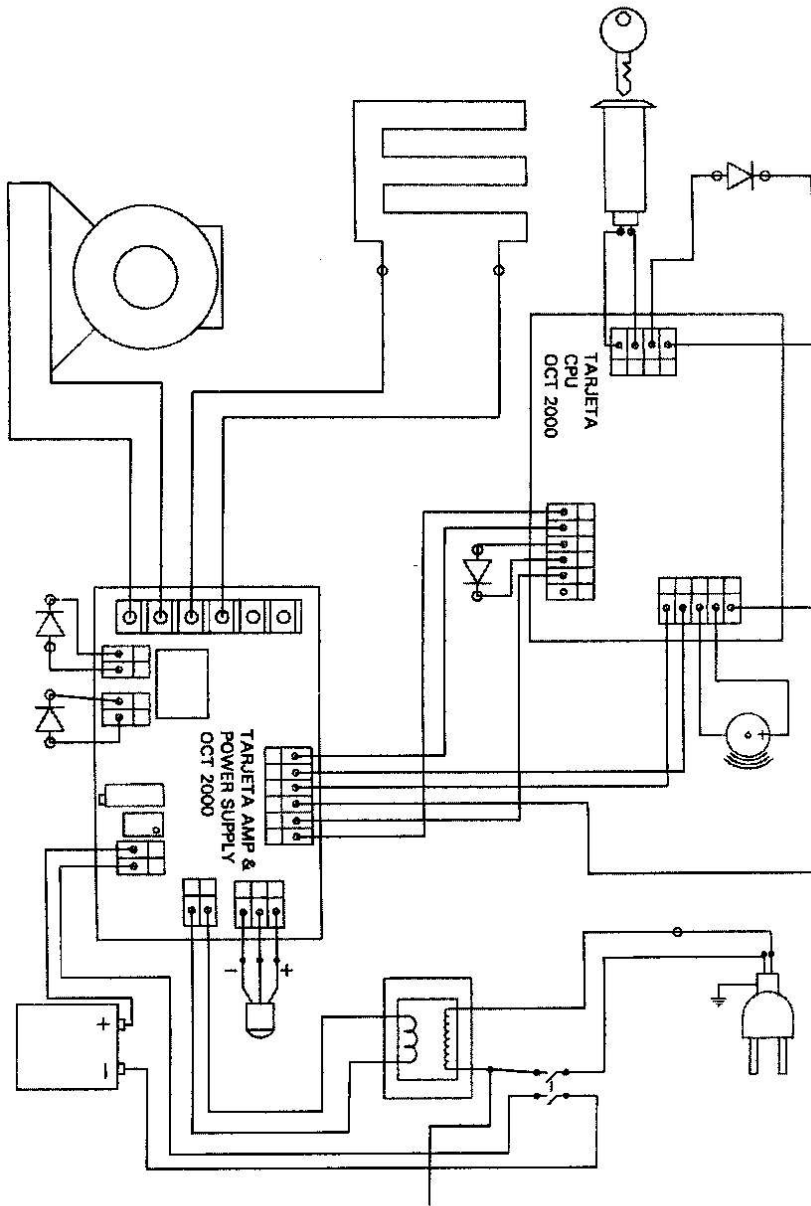 TARJETA
CPU
OCT 2000
TARJETA AMP &
POWER SUPPLY
OCT 2000
- +
+
-
+